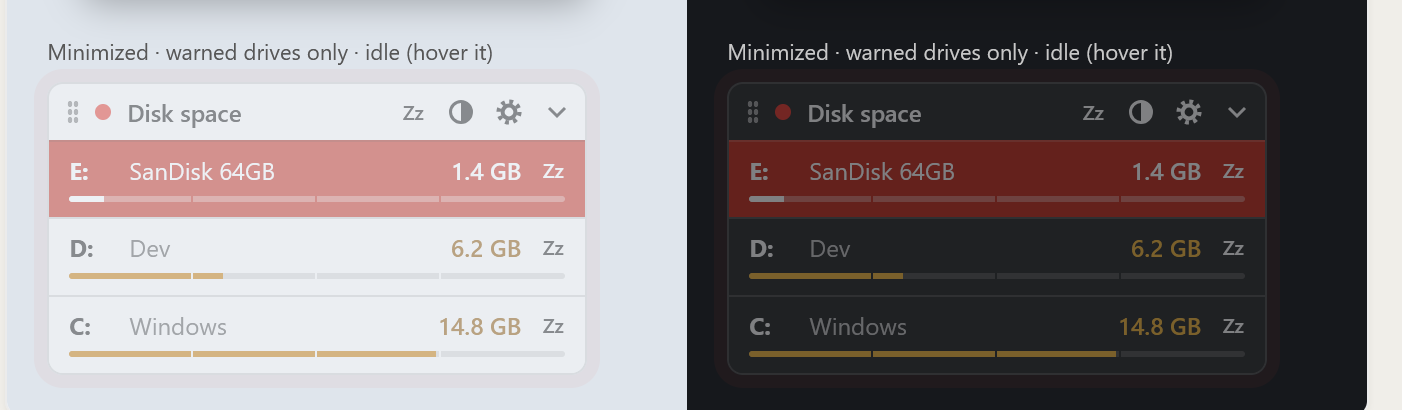 Minimized · warned drives only · idle (hover it)
Disk space Zz
E: SanDisk 64GB 1.4 GB Zz
D: Dev 6.2 GB Zz
C: Windows 14.8 GB Zz
Minimized · warned drives only · idle (hover it)
Disk space Zz
E: SanDisk 64GB 1.4 GB Zz
D: Dev 6.2 GB Zz
C: Windows 14.8 GB Zz